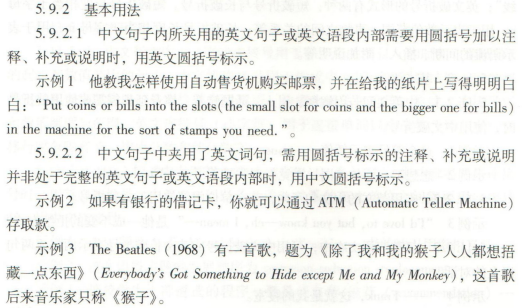 5.9.2 基本用法
5.9.2.1 中文句子内所夹用的英文句子或英文语段内部需要用圆括号加以注
释、补充或说明时，用英文圆括号标示。
示例1 他教我怎样使用自动售货机购买邮票，并在给我的纸片上写得明明白
白：“Put coins or bills into the slots(the small slot for coins and the bigger one for bills)
in the machine for the sort of stamps you need.”。
5.9.2.2 中文句子中夹用了英文词句，需用圆括号标示的注释、补充或说明
并非处于完整的英文句子或英文语段内部时，用中文圆括号标示。
示例2 如果有银行的借记卡，你就可以通过 ATM（Automatic Teller Machine）
存取款。
示例3 The Beatles（1968）有一首歌，题为《除了我和我的猴子人人都想捂
藏一点东西》（Everybody's Got Something to Hide except Me and My Monkey），这首歌
后来音乐家只称《猴子》。